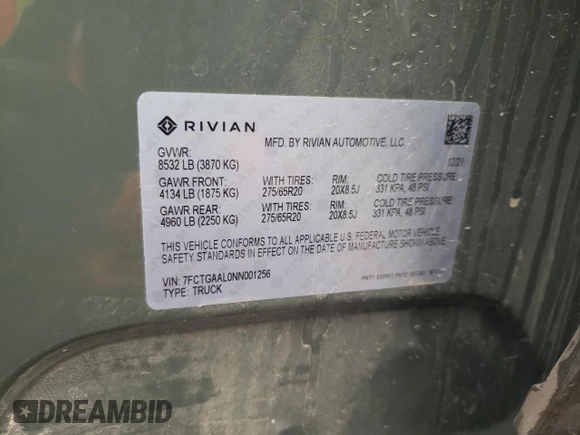 RIVIAN
MFD. BY RIVIAN AUTOMOTIVE, LLC
GVWR:
8532 LB (3870 KG)
12/21
GAWR FRONT: WITH TIRES: RIM: COLD TIRE PRESSURE:
4134 LB (1875 KG) 275/65R20 20X8.5J 331 KPA, 48 PSI
GAWR REAR: WITH TIRES: RIM: COLD TIRE PRESSURE:
4960 LB (2250 KG) 275/65R20 20X8.5J 331 KPA, 48 PSI
THIS VEHICLE CONFORMS TO ALL APPLICABLE U.S. FEDERAL MOTOR VEHICLE
SAFETY STANDARDS IN EFFECT ON THE DATE OF MANUFACTURE SHOWN ABOVE.
VIN: 7FCTGAAL0NN001256
TYPE: TRUCK
DREAMBID